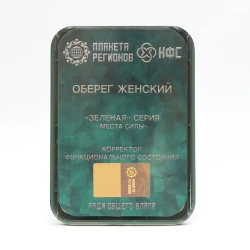 ПЛАНЕТА
РЕГИОНОВ
КФС
ОБЕРЕГ ЖЕНСКИЙ
«ЗЕЛЕНАЯ» СЕРИЯ
-МЕСТА СИЛЫ-
КОРРЕКТОР
ФУНКЦИОНАЛЬНОГО СОСТОЯНИЯ
РАДИ ОБЩЕГО БЛАГА